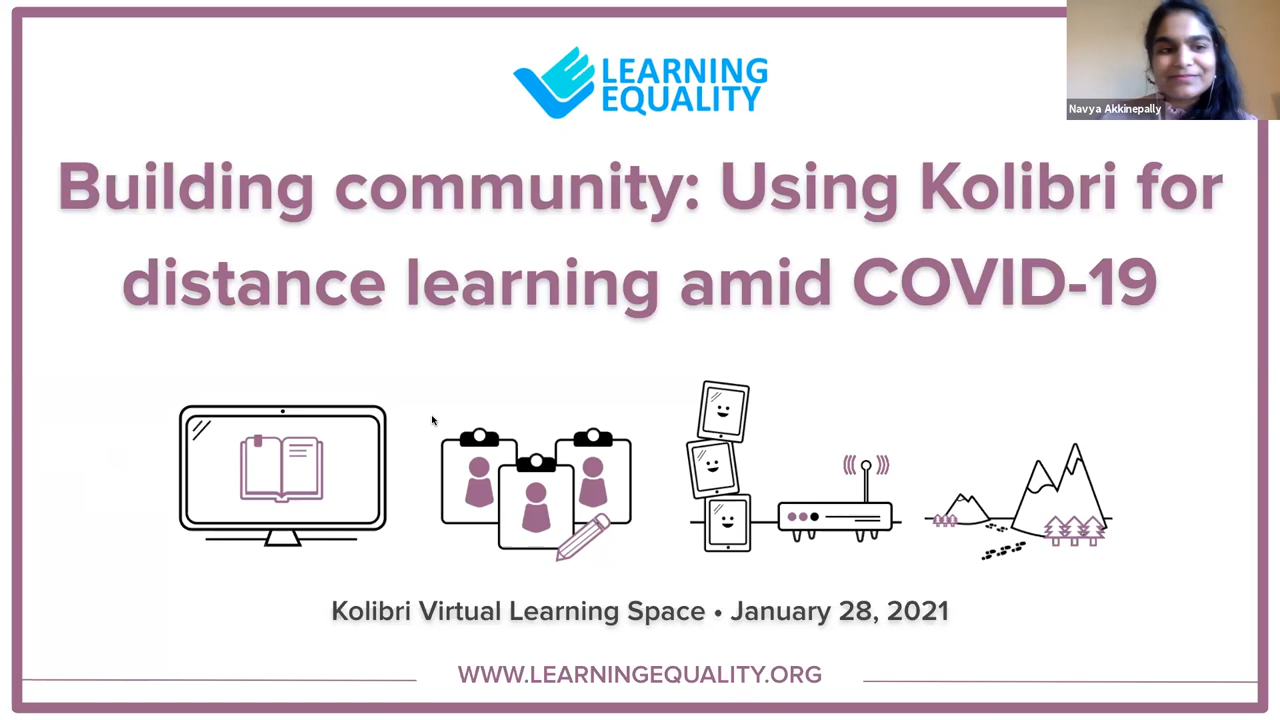 LEARNING
EQUALITY
Navya Akkinepally
Building community: Using Kolibri for
distance learning amid COVID-19
Kolibri Virtual Learning Space • January 28, 2021
WWW.LEARNINGEQUALITY.ORG